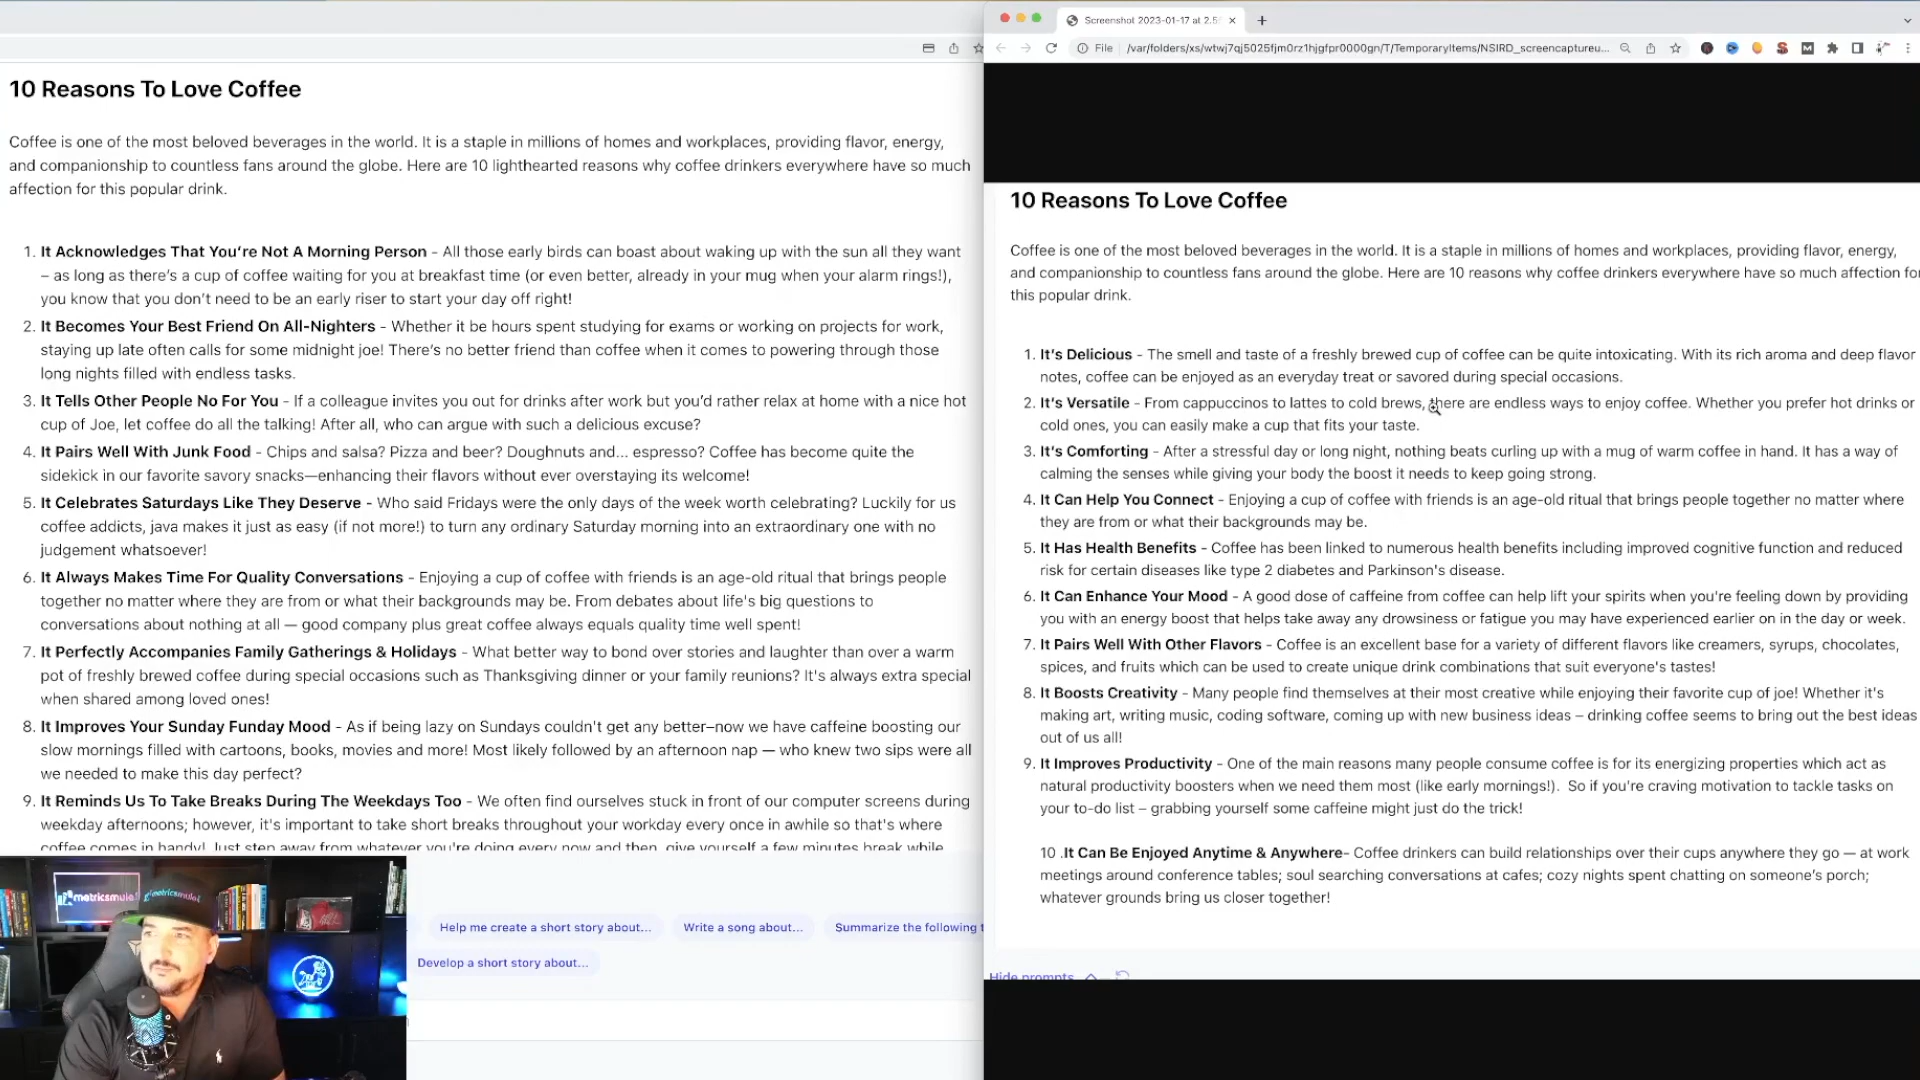 Screenshot 2023-01-17 at 2.5
File
/var/folders/xs/wtwj7qj5025fjm0rz1hjgfpr0000gn/T/TemporaryItems/NSIRD_screencaptureu...
10 Reasons To Love Coffee
Coffee is one of the most beloved beverages in the world. It is a staple in millions of homes and workplaces, providing flavor, energy,
and companionship to countless fans around the globe. Here are 10 lighthearted reasons why coffee drinkers everywhere have so much
affection for this popular drink.
1. It Acknowledges That You're Not A Morning Person - All those early birds can boast about waking up with the sun all they want
– as long as there's a cup of coffee waiting for you at breakfast time (or even better, already in your mug when your alarm rings!),
you know that you don't need to be an early riser to start your day off right!
2. It Becomes Your Best Friend On All-Nighters - Whether it be hours spent studying for exams or working on projects for work,
staying up late often calls for some midnight joe! There's no better friend than coffee when it comes to powering through those
long nights filled with endless tasks.
3. It Tells Other People No For You - If a colleague invites you out for drinks after work but you'd rather relax at home with a nice hot
cup of Joe, let coffee do all the talking! After all, who can argue with such a delicious excuse?
4. It Pairs Well With Junk Food - Chips and salsa? Pizza and beer? Doughnuts and... espresso? Coffee has become quite the
sidekick in our favorite savory snacks—enhancing their flavors without ever overstaying its welcome!
5. It Celebrates Saturdays Like They Deserve - Who said Fridays were the only days of the week worth celebrating? Luckily for us
coffee addicts, java makes it just as easy (if not more!) to turn any ordinary Saturday morning into an extraordinary one with no
judgement whatsoever!
6. It Always Makes Time For Quality Conversations - Enjoying a cup of coffee with friends is an age-old ritual that brings people
together no matter where they are from or what their backgrounds may be. From debates about life's big questions to
conversations about nothing at all — good company plus great coffee always equals quality time well spent!
7. It Perfectly Accompanies Family Gatherings & Holidays - What better way to bond over stories and laughter than over a warm
pot of freshly brewed coffee during special occasions such as Thanksgiving dinner or your family reunions? It's always extra special
when shared among loved ones!
8. It Improves Your Sunday Funday Mood - As if being lazy on Sundays couldn't get any better–now we have caffeine boosting our
slow mornings filled with cartoons, books, movies and more! Most likely followed by an afternoon nap — who knew two sips were all
we needed to make this day perfect?
9. It Reminds Us To Take Breaks During The Weekdays Too - We often find ourselves stuck in front of our computer screens during
weekday afternoons; however, it's important to take short breaks throughout your workday every once in awhile so that's where
coffee comes in handy! Just step away from whatever you're doing every now and then, give yourself a few minutes break while
metricsmule
metricsmule
Help me create a short story about...
Write a song about...
Summarize the following t
Develop a short story about...
10 Reasons To Love Coffee
Coffee is one of the most beloved beverages in the world. It is a staple in millions of homes and workplaces, providing flavor, energy,
and companionship to countless fans around the globe. Here are 10 reasons why coffee drinkers everywhere have so much affection for
this popular drink.
1. It's Delicious - The smell and taste of a freshly brewed cup of coffee can be quite intoxicating. With its rich aroma and deep flavor
notes, coffee can be enjoyed as an everyday treat or savored during special occasions.
2. It's Versatile - From cappuccinos to lattes to cold brews, there are endless ways to enjoy coffee. Whether you prefer hot drinks or
cold ones, you can easily make a cup that fits your taste.
3. It's Comforting - After a stressful day or long night, nothing beats curling up with a mug of warm coffee in hand. It has a way of
calming the senses while giving your body the boost it needs to keep going strong.
4. It Can Help You Connect - Enjoying a cup of coffee with friends is an age-old ritual that brings people together no matter where
they are from or what their backgrounds may be.
5. It Has Health Benefits - Coffee has been linked to numerous health benefits including improved cognitive function and reduced
risk for certain diseases like type 2 diabetes and Parkinson's disease.
6. It Can Enhance Your Mood - A good dose of caffeine from coffee can help lift your spirits when you're feeling down by providing
you with an energy boost that helps take away any drowsiness or fatigue you may have experienced earlier on in the day or week.
7. It Pairs Well With Other Flavors - Coffee is an excellent base for a variety of different flavors like creamers, syrups, chocolates,
spices, and fruits which can be used to create unique drink combinations that suit everyone's tastes!
8. It Boosts Creativity - Many people find themselves at their most creative while enjoying their favorite cup of joe! Whether it's
making art, writing music, coding software, coming up with new business ideas – drinking coffee seems to bring out the best ideas
out of us all!
9. It Improves Productivity - One of the main reasons many people consume coffee is for its energizing properties which act as
natural productivity boosters when we need them most (like early mornings!). So if you're craving motivation to tackle tasks on
your to-do list – grabbing yourself some caffeine might just do the trick!
10 .It Can Be Enjoyed Anytime & Anywhere- Coffee drinkers can build relationships over their cups anywhere they go — at work
meetings around conference tables; soul searching conversations at cafes; cozy nights spent chatting on someone's porch;
whatever grounds bring us closer together!
Hide prompts